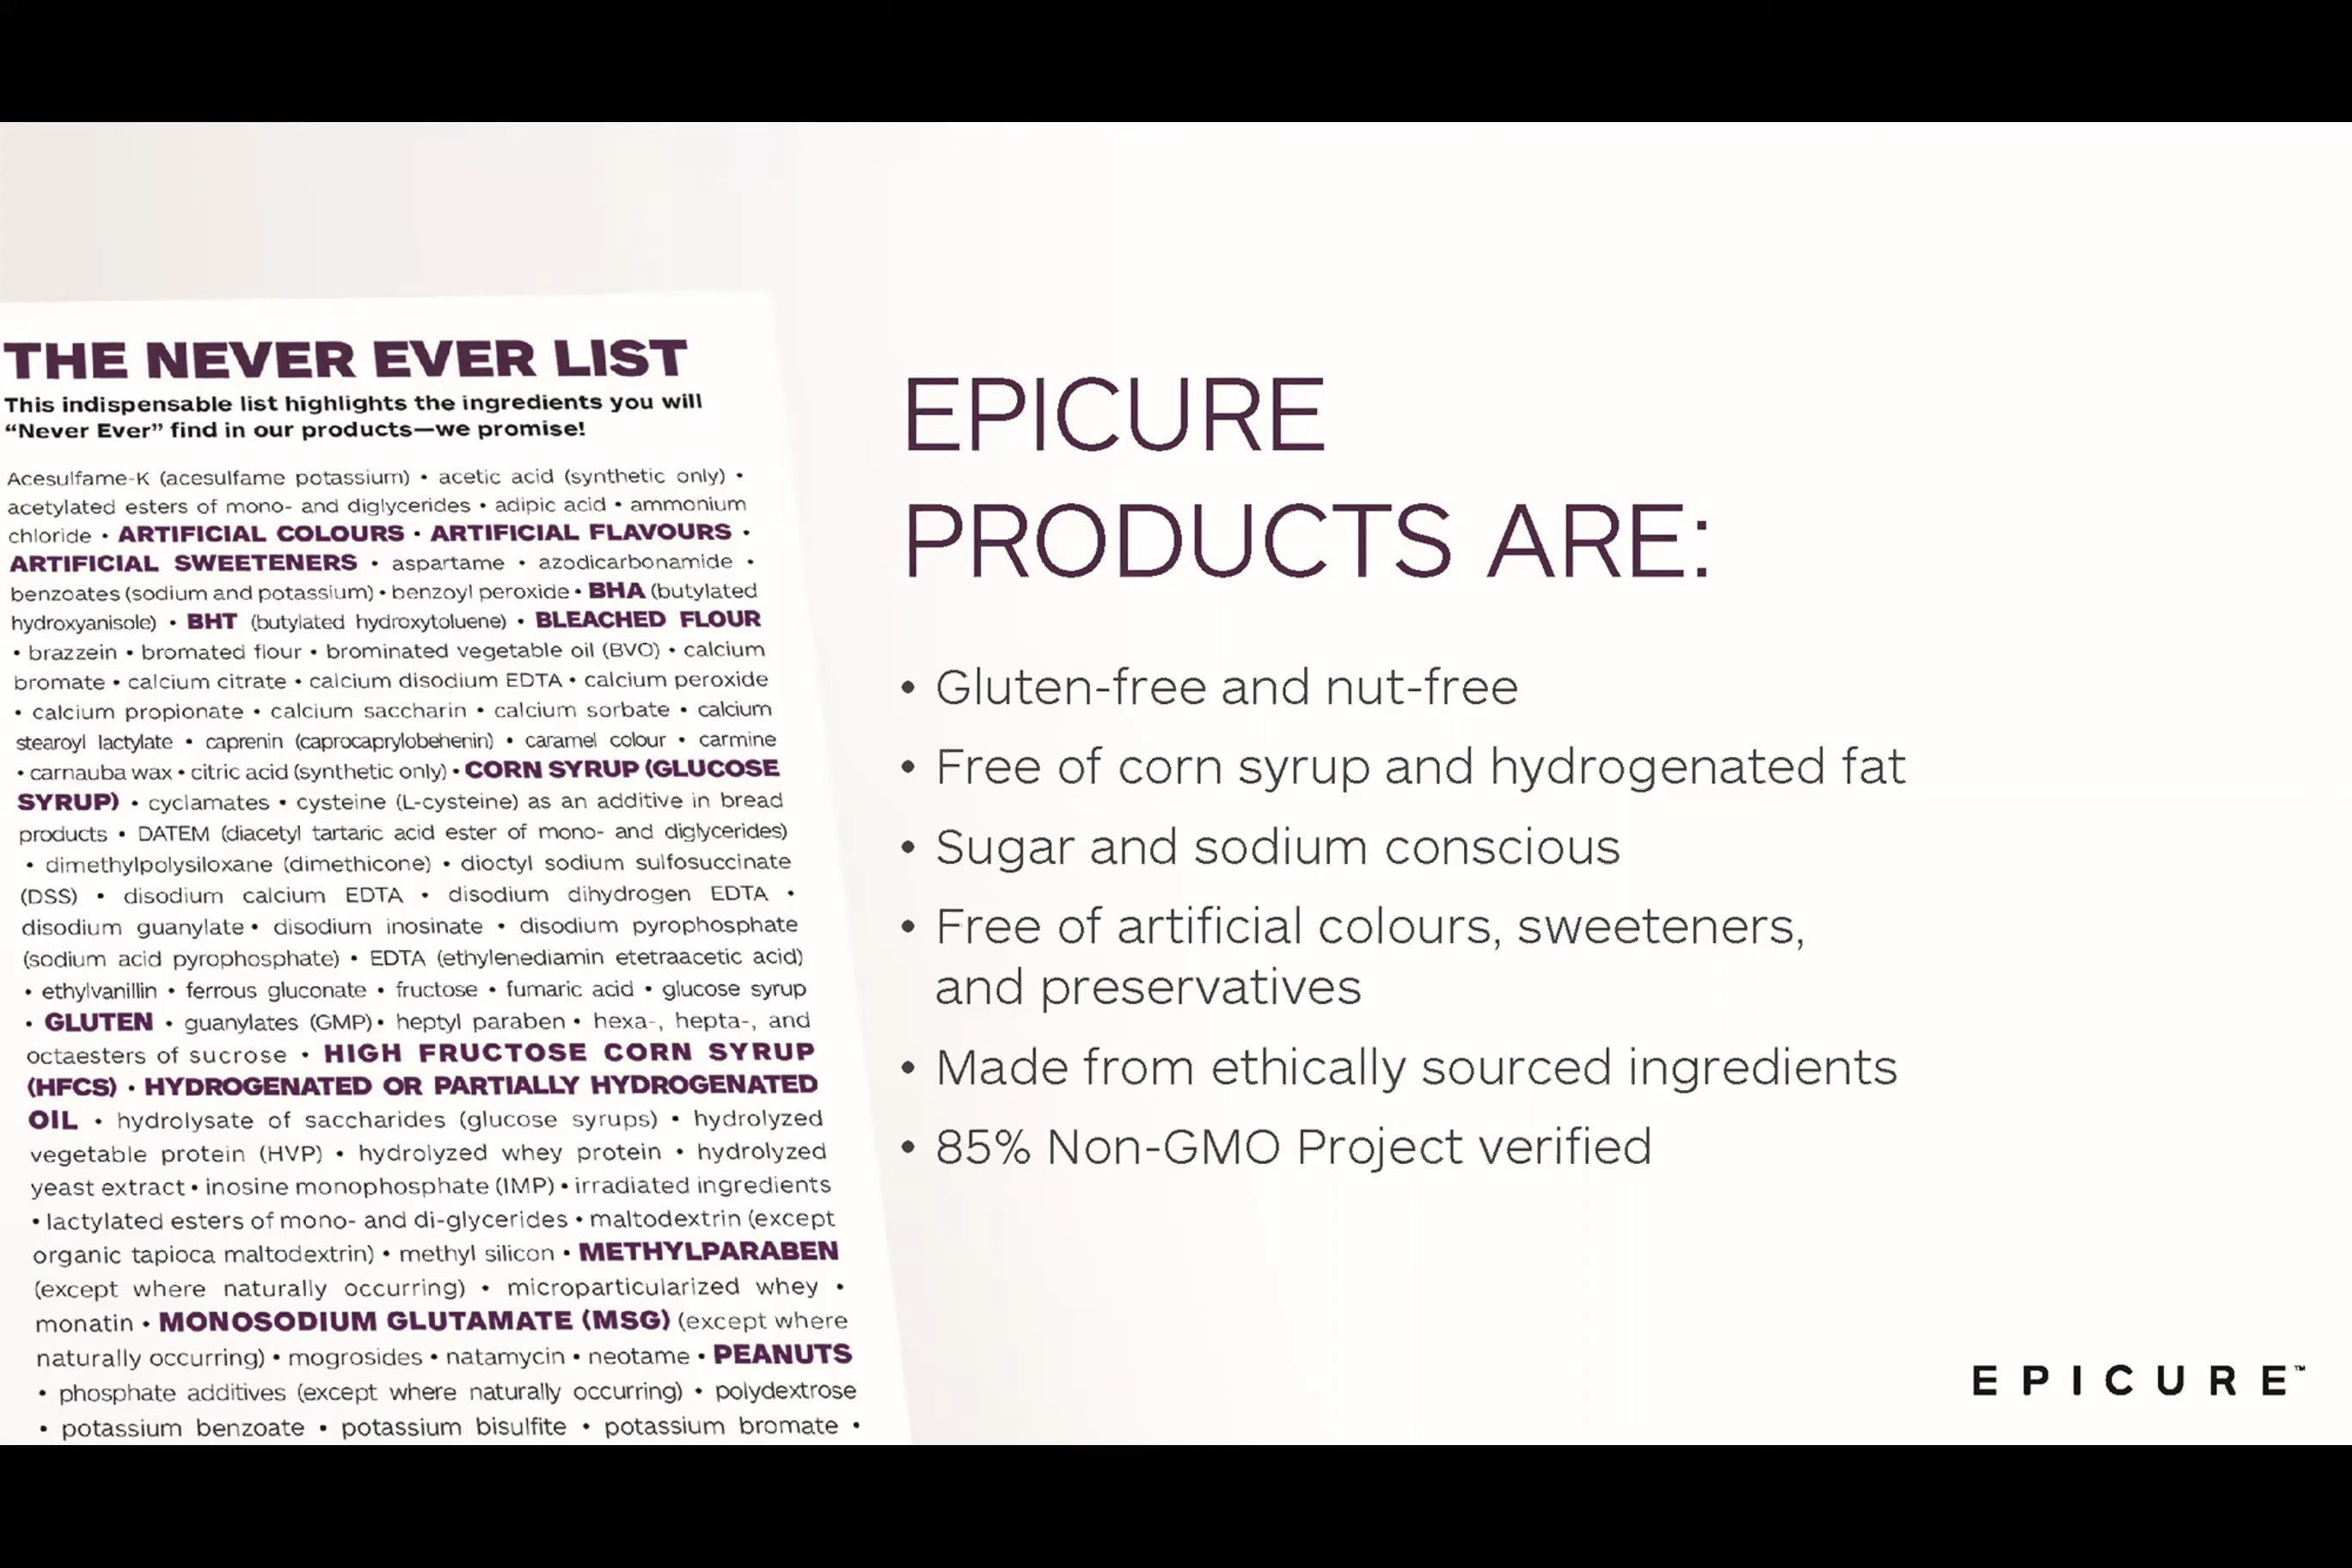 THE NEVER EVER LIST
This indispensable list highlights the ingredients you will
“Never Ever” find in our products—we promise!
Acesulfame-K (acesulfame potassium) • acetic acid (synthetic only) •
acetylated esters of mono- and diglycerides • adipic acid • ammonium
chloride • ARTIFICIAL COLOURS • ARTIFICIAL FLAVOURS •
ARTIFICIAL SWEETENERS • aspartame • azodicarbonamide •
benzoates (sodium and potassium) • benzoyl peroxide • BHA (butylated
hydroxyanisole) • BHT (butylated hydroxytoluene) • BLEACHED FLOUR
• brazzein • bromated flour • brominated vegetable oil (BVO) • calcium
bromate • calcium citrate • calcium disodium EDTA • calcium peroxide
• calcium propionate • calcium saccharin • calcium sorbate • calcium
stearoyl lactylate • caprenin (caprocaprylobehenin) • caramel colour • carmine
• carnauba wax • citric acid (synthetic only) • CORN SYRUP (GLUCOSE
SYRUP) • cyclamates • cysteine (L-cysteine) as an additive in bread
products • DATEM (diacetyl tartaric acid ester of mono- and diglycerides)
• dimethylpolysiloxane (dimethicone) • dioctyl sodium sulfosuccinate
(DSS) • disodium calcium EDTA • disodium dihydrogen EDTA •
disodium guanylate • disodium inosinate • disodium pyrophosphate
(sodium acid pyrophosphate) • EDTA (ethylenediamin etetraacetic acid)
• ethylvanillin • ferrous gluconate • fructose • fumaric acid • glucose syrup
• GLUTEN • guanylates (GMP) • heptyl paraben • hexa-, hepta-, and
octaesters of sucrose • HIGH FRUCTOSE CORN SYRUP
(HFCS) • HYDROGENATED OR PARTIALLY HYDROGENATED
OIL • hydrolysate of saccharides (glucose syrups) • hydrolyzed
vegetable protein (HVP) • hydrolyzed whey protein • hydrolyzed
yeast extract • inosine monophosphate (IMP) • irradiated ingredients
• lactylated esters of mono- and di-glycerides • maltodextrin (except
organic tapioca maltodextrin) • methyl silicon • METHYLPARABEN
(except where naturally occurring) • microparticularized whey •
monatin • MONOSODIUM GLUTAMATE (MSG) (except where
naturally occurring) • mogrosides • natamycin • neotame • PEANUTS
• phosphate additives (except where naturally occurring) • polydextrose
• potassium benzoate • potassium bisulfite • potassium bromate •
EPICURE
PRODUCTS ARE:
• Gluten-free and nut-free
• Free of corn syrup and hydrogenated fat
• Sugar and sodium conscious
• Free of artificial colours, sweeteners,
and preservatives
• Made from ethically sourced ingredients
• 85% Non-GMO Project verified
EPICURE™